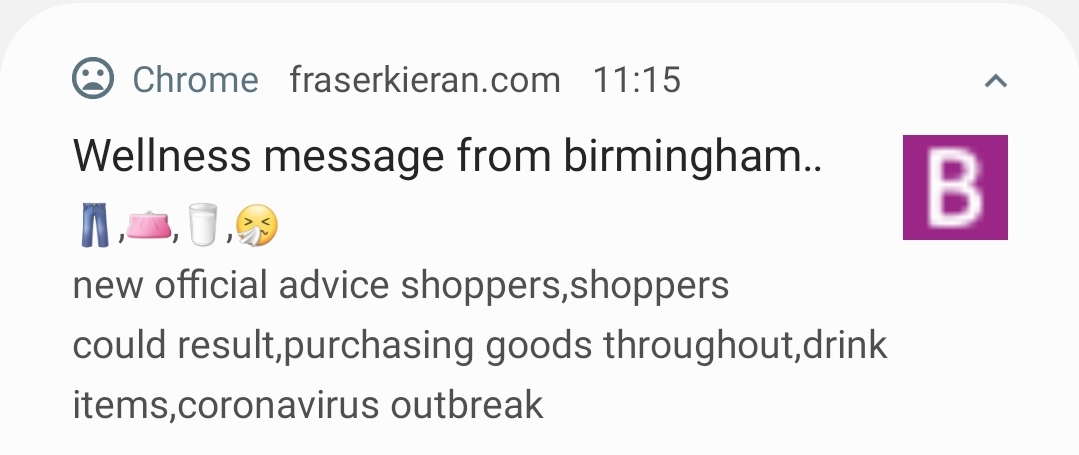 Chrome fraserkieran.com 11:15
Wellness message from birmingham..
B
👖,👛,🥛,🤧
new official advice shoppers,shoppers
could result,purchasing goods throughout,drink
items,coronavirus outbreak